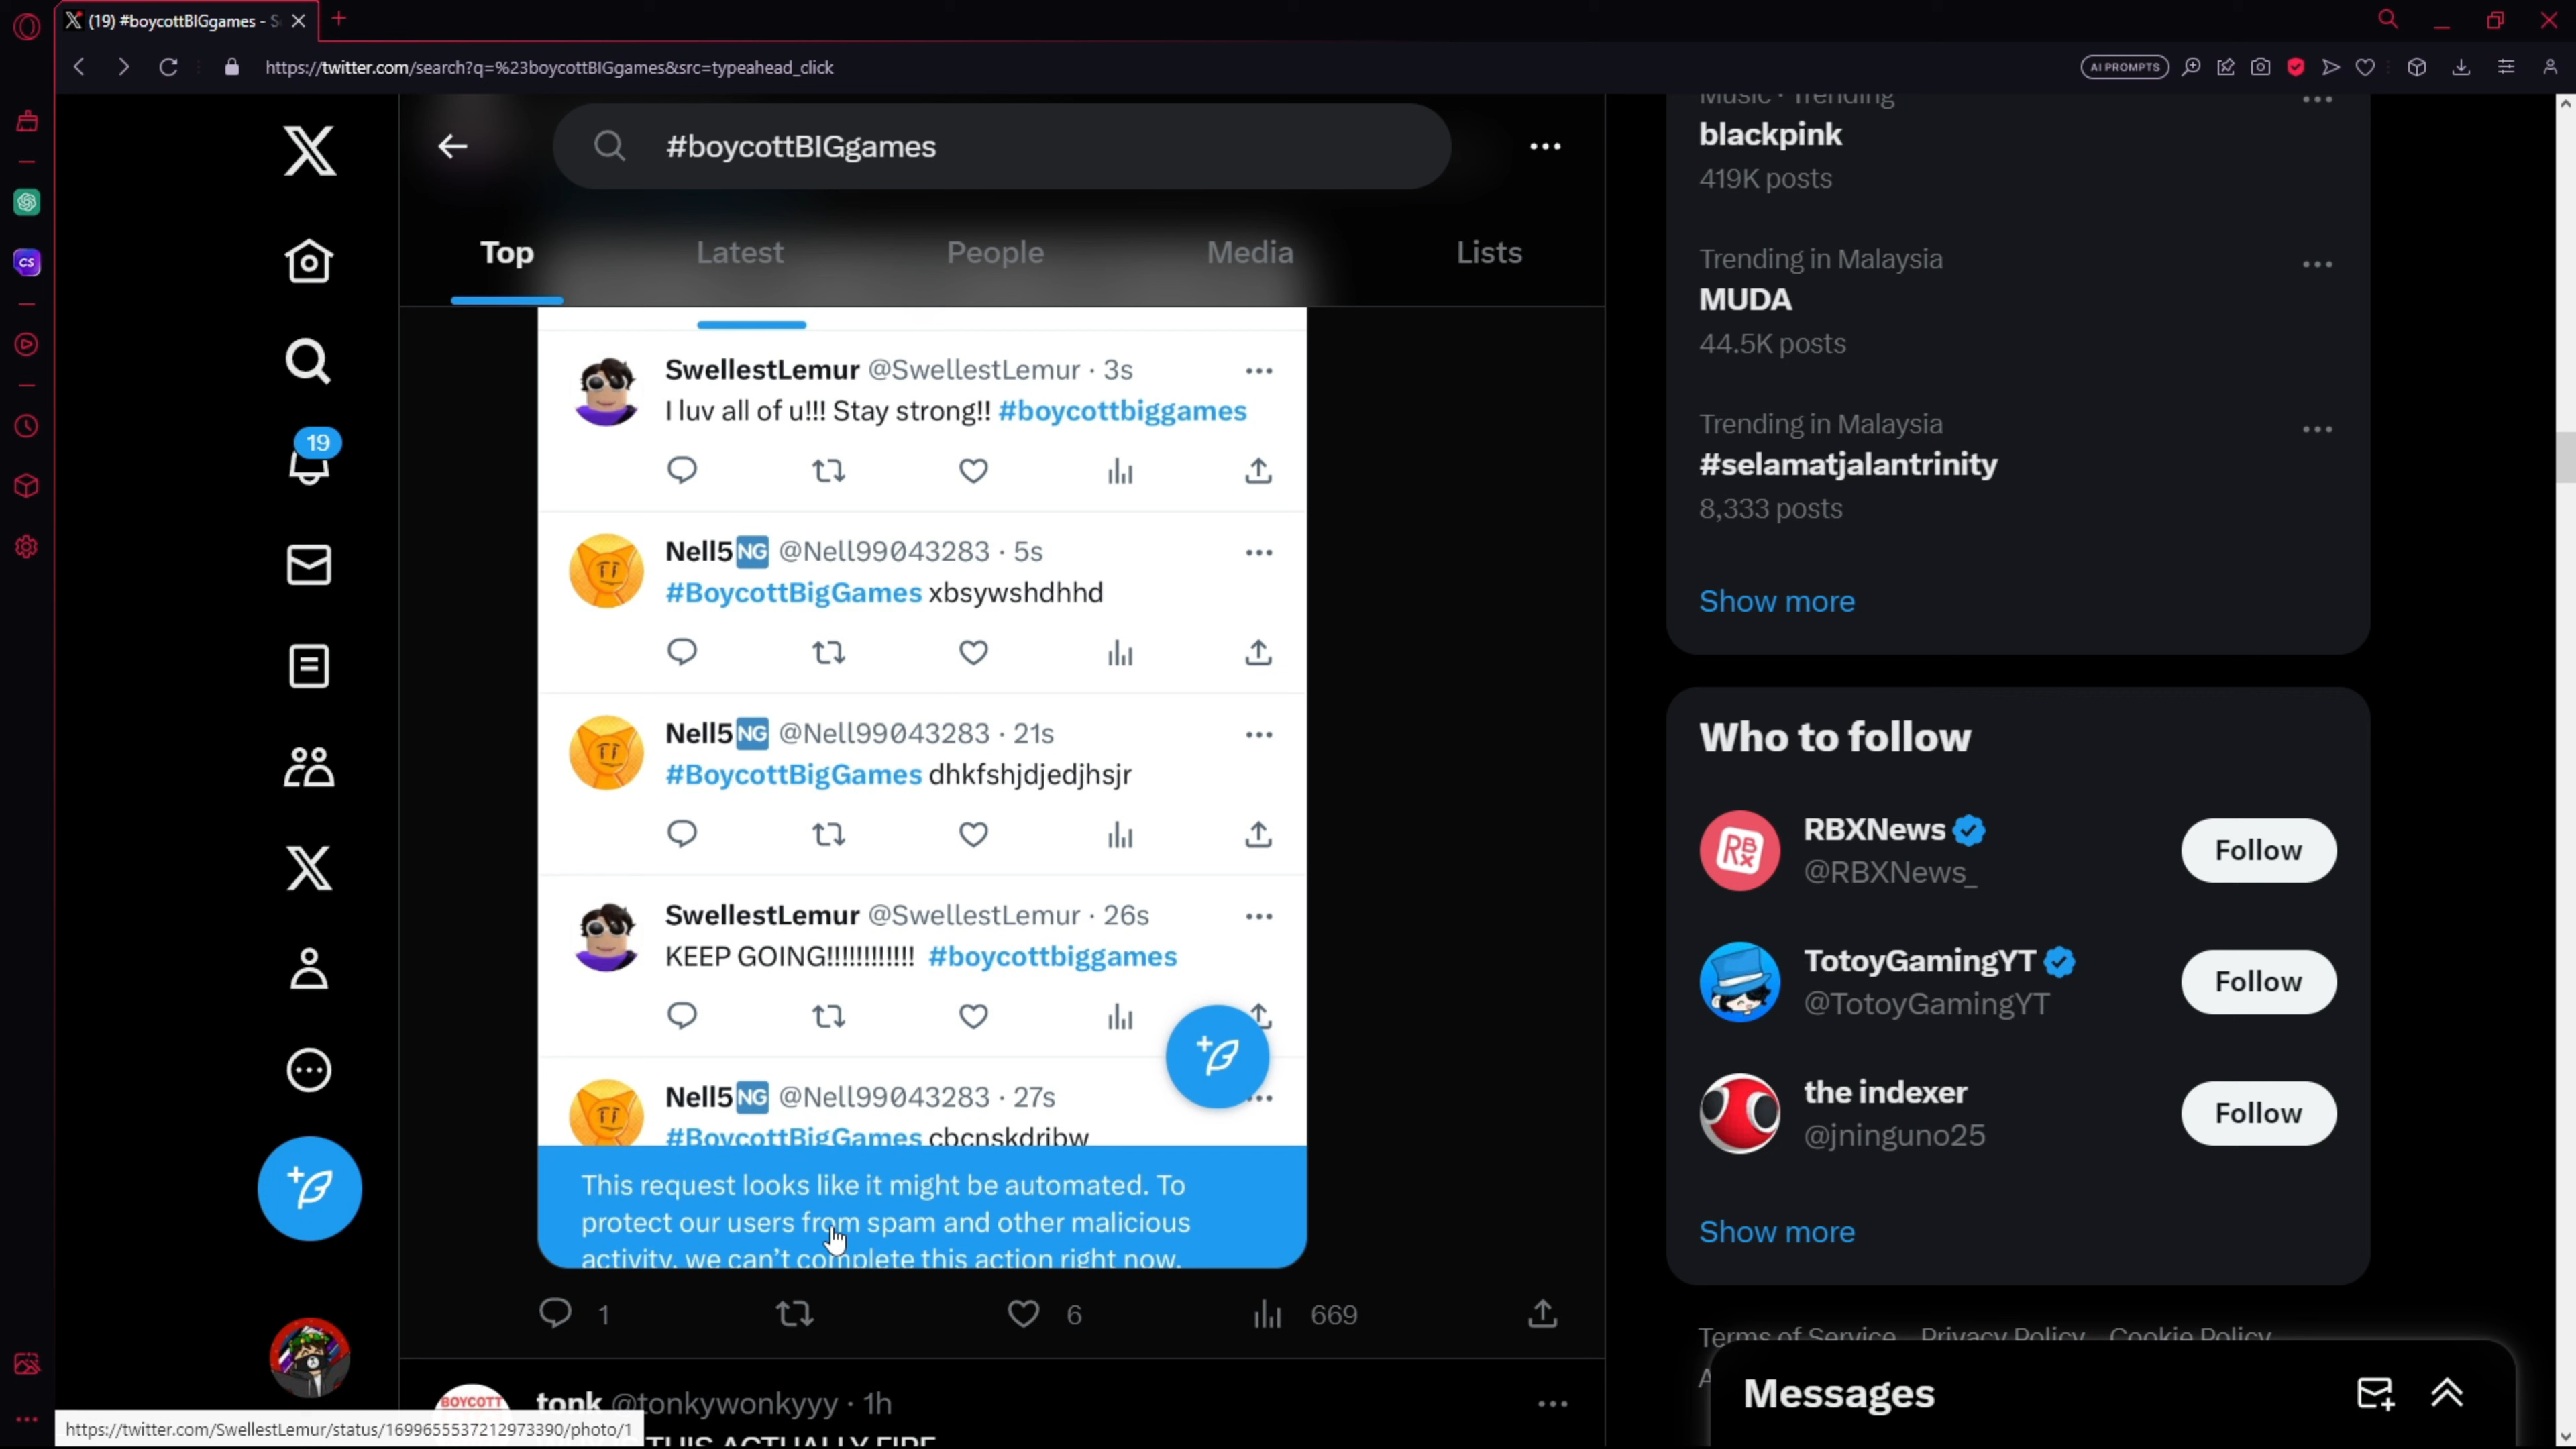 (19) #boycottBIGgames - S
https://twitter.com/search?q=%23boycottBIGgames&src=typeahead_click
AI PROMPTS
CS
#boycottBIGgames
Top
Latest
People
Media
Lists
19
SwellestLemur @SwellestLemur · 3s
I luv all of u!!! Stay strong!! #boycottbiggames
Nell5 NG @Nell99043283 · 5s
#BoycottBigGames xbsywshdhhd
Nell5 NG @Nell99043283 · 21s
#BoycottBigGames dhkfshjdjedjhsjr
SwellestLemur @SwellestLemur · 26s
KEEP GOING!!!!!!!!!!!! #boycottbiggames
Nell5 NG @Nell99043283 · 27s
#BoycottBigGames cbcnskdribw
This request looks like it might be automated. To
protect our users from spam and other malicious
activity, we can't complete this action right now.
1
6
669
BOYCOTT
tonk @tonkywonkyyy · 1h
THIS ACTUALLY FIRE
https://twitter.com/SwellestLemur/status/1699655537212973390/photo/1
Music · Trending
blackpink
419K posts
Trending in Malaysia
MUDA
44.5K posts
Trending in Malaysia
#selamatjalantrinity
8,333 posts
Show more
Who to follow
RBXNews
@RBXNews_
Follow
TotoyGamingYT
@TotoyGamingYT
Follow
the indexer
@jninguno25
Follow
Show more
Terms of Service Privacy Policy Cookie Policy
Messages